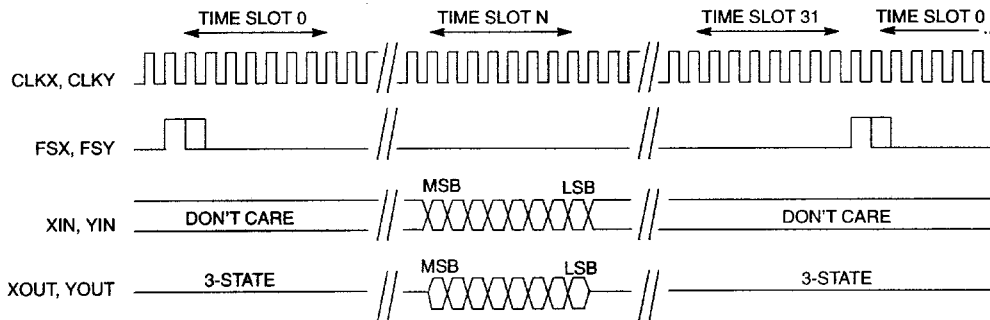 TIME SLOT 0 TIME SLOT N TIME SLOT 31 TIME SLOT 0
CLKX, CLKY
FSX, FSY
MSB LSB
XIN, YIN DON'T CARE DON'T CARE
MSB LSB
XOUT, YOUT 3-STATE 3-STATE